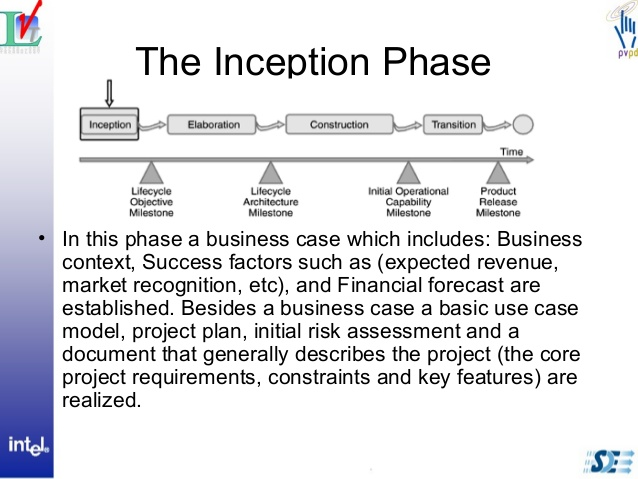 The Inception Phase
pvpd
Inception
Elaboration
Construction
Transition
Time
Lifecycle
Objective
Milestone
Lifecycle
Architecture
Milestone
Initial Operational
Capability
Milestone
Product
Release
Milestone
• In this phase a business case which includes: Business
context, Success factors such as (expected revenue,
market recognition, etc), and Financial forecast are
established. Besides a business case a basic use case
model, project plan, initial risk assessment and a
document that generally describes the project (the core
project requirements, constraints and key features) are
realized.
intel®